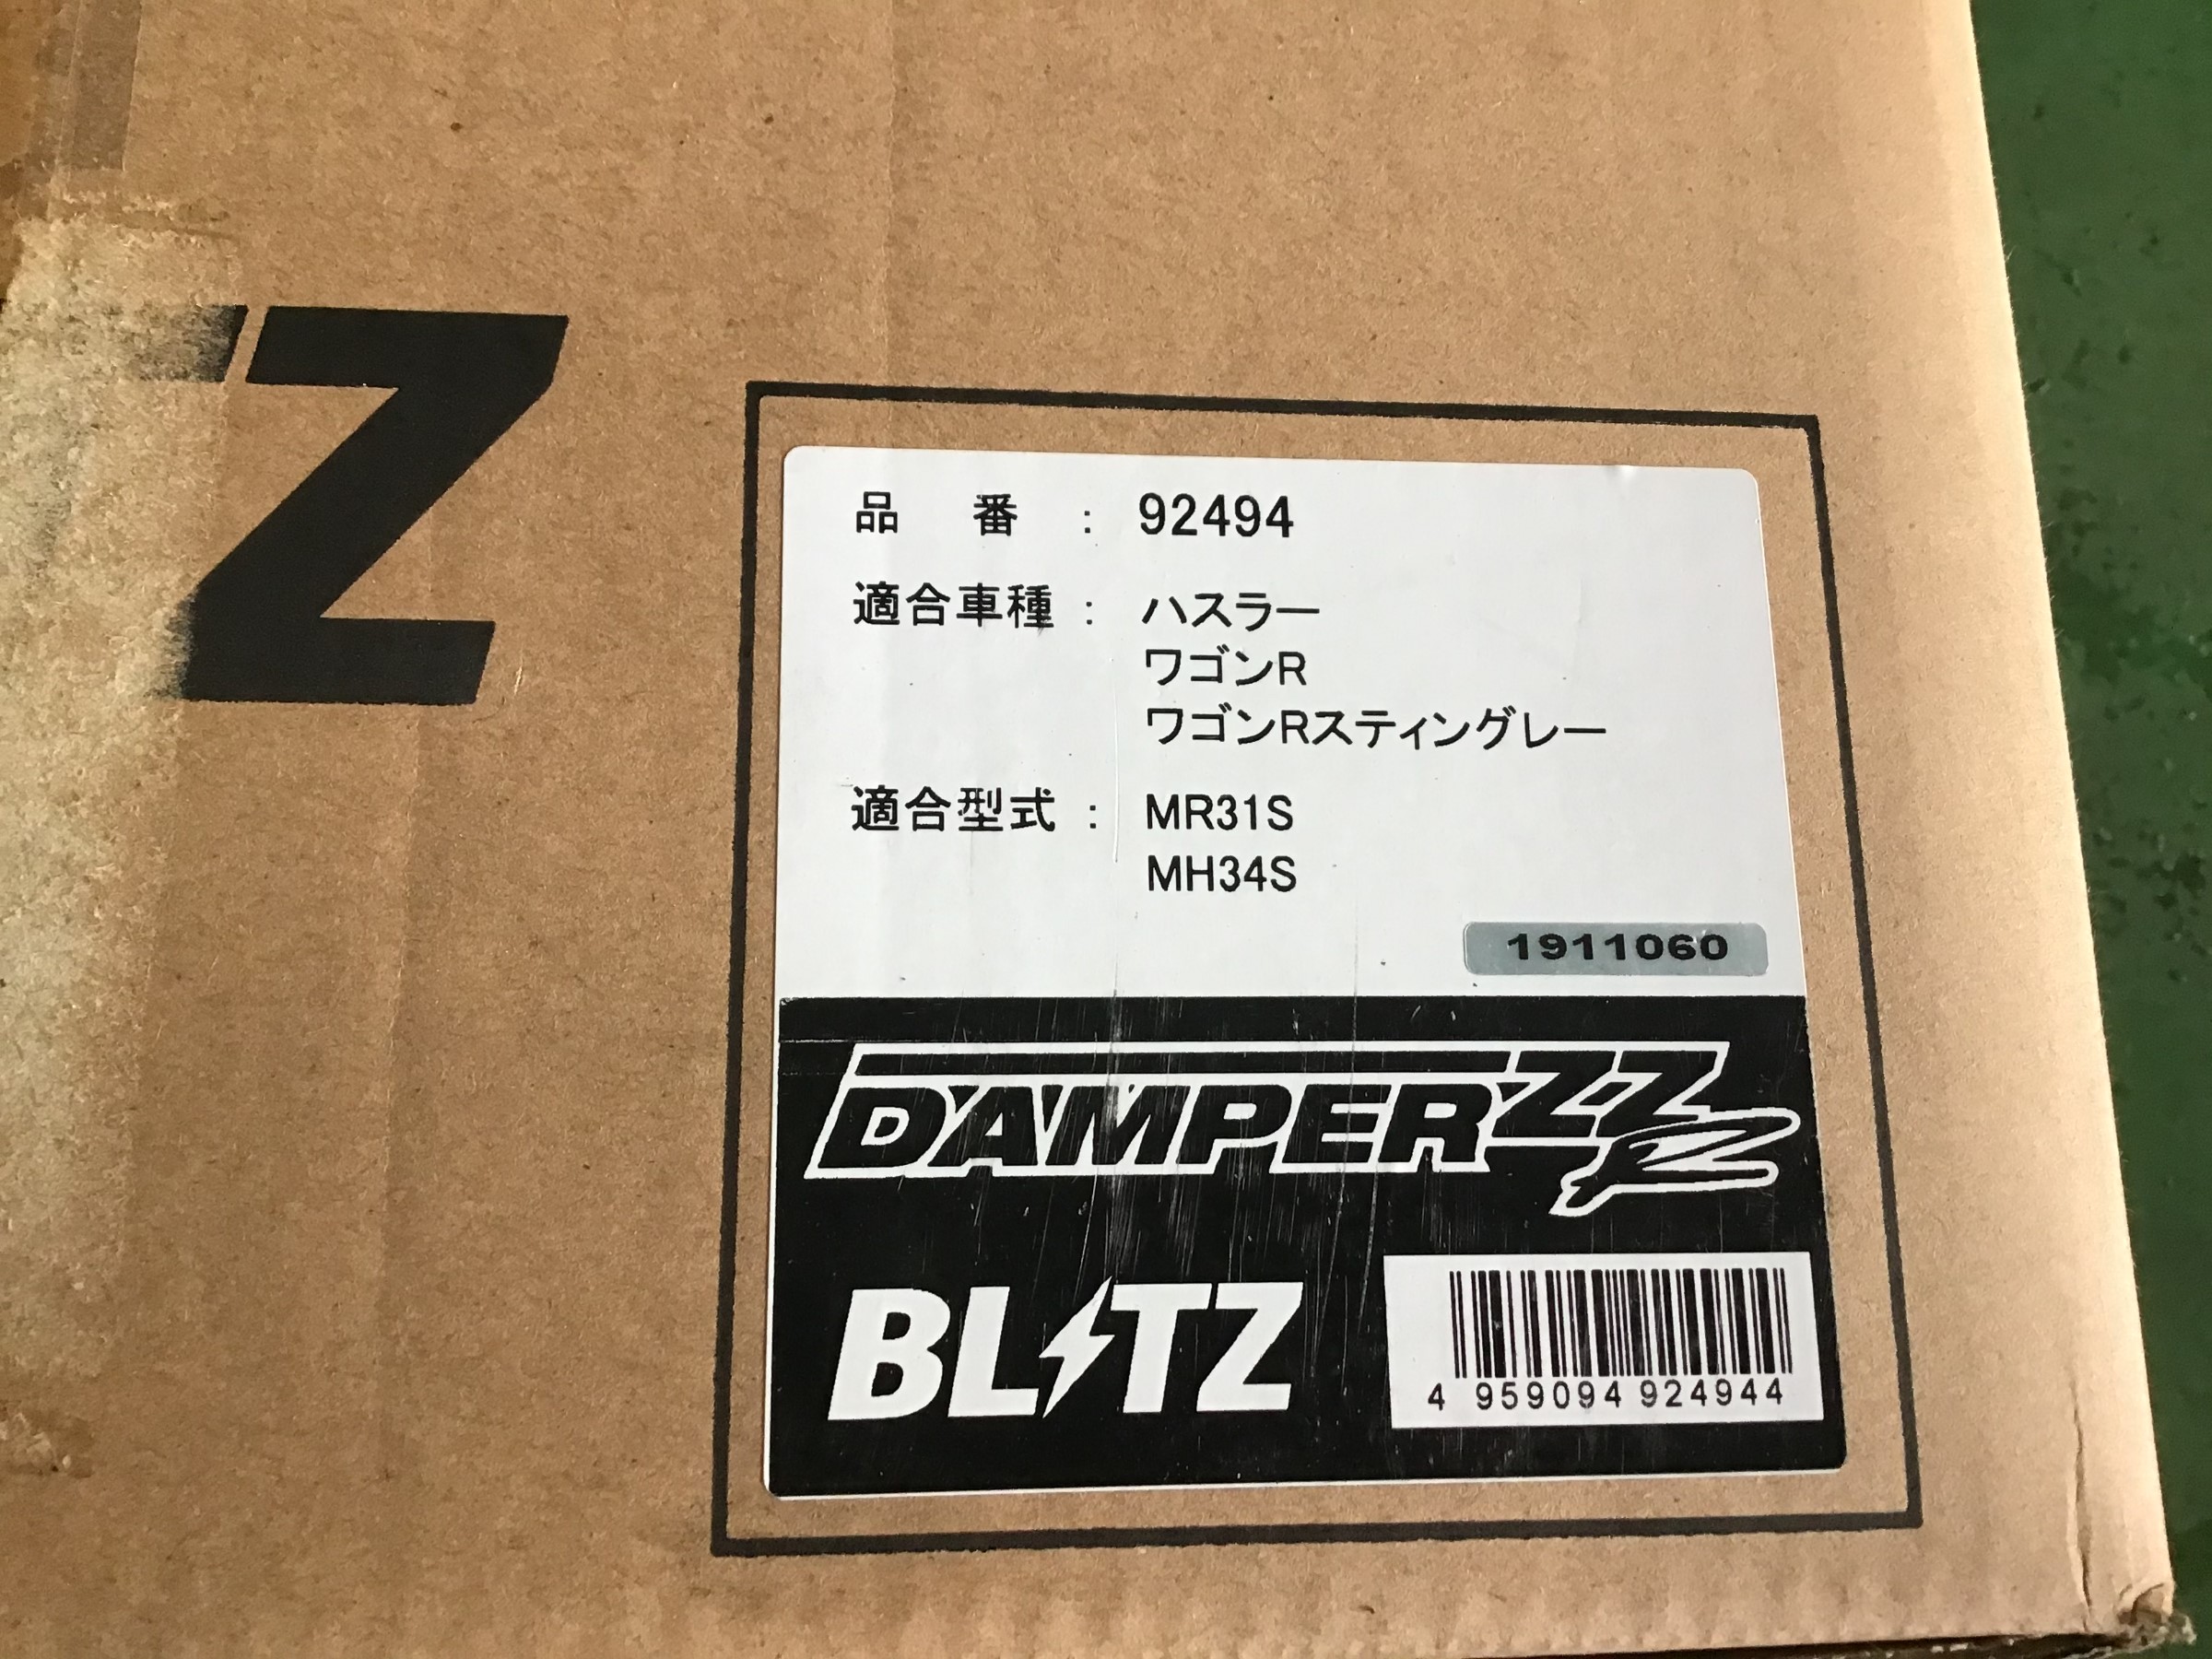 Z
品 番 : 92494
適合車種 : ハスラー
ワゴンR
ワゴンRスティングレー
適合型式 : MR31S
MH34S
1911060
DAMPER ZZ-R
BLITZ
4 959094 924944